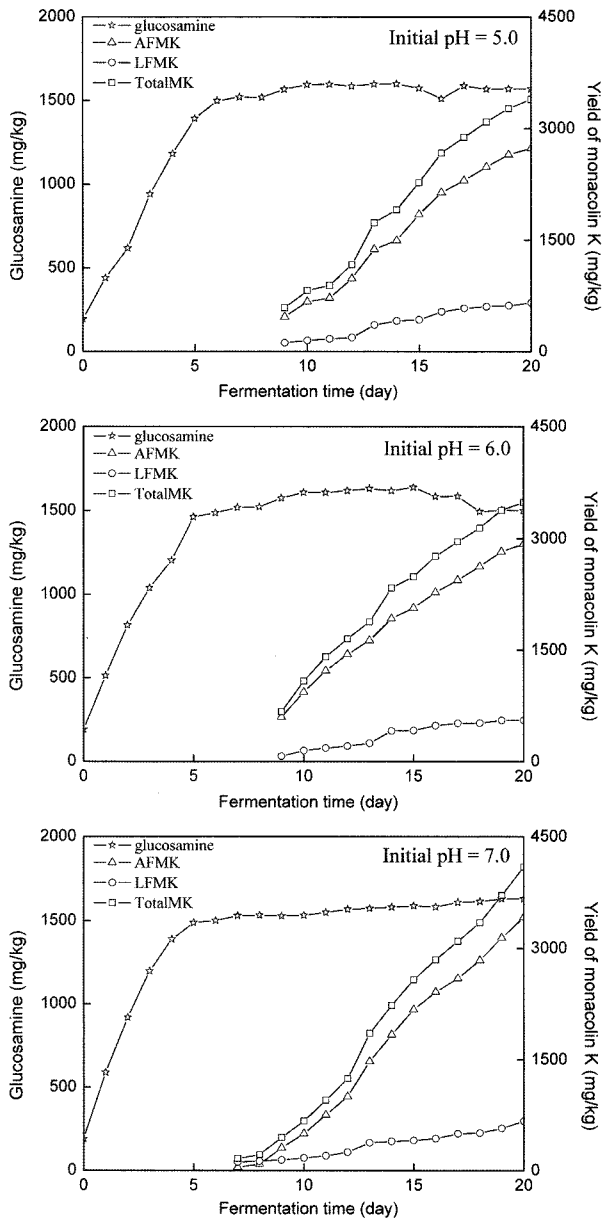 2000
4500
glucosamine
Initial pH = 5.0
AFMK
LFMK
TotalMK
1500
3000
1000
1500
500
0
0
0
5
10
15
20
Glucosamine (mg/kg)
Yield of monacolin K (mg/kg)
Fermentation time (day)
2000
4500
glucosamine
Initial pH = 6.0
AFMK
LFMK
TotalMK
1500
3000
1000
1500
500
0
0
0
5
10
15
20
Glucosamine (mg/kg)
Yield of monacolin K (mg/kg)
Fermentation time (day)
2000
4500
glucosamine
Initial pH = 7.0
AFMK
LFMK
TotalMK
1500
3000
1000
1500
500
0
0
0
5
10
15
20
Glucosamine (mg/kg)
Yield of monacolin K (mg/kg)
Fermentation time (day)